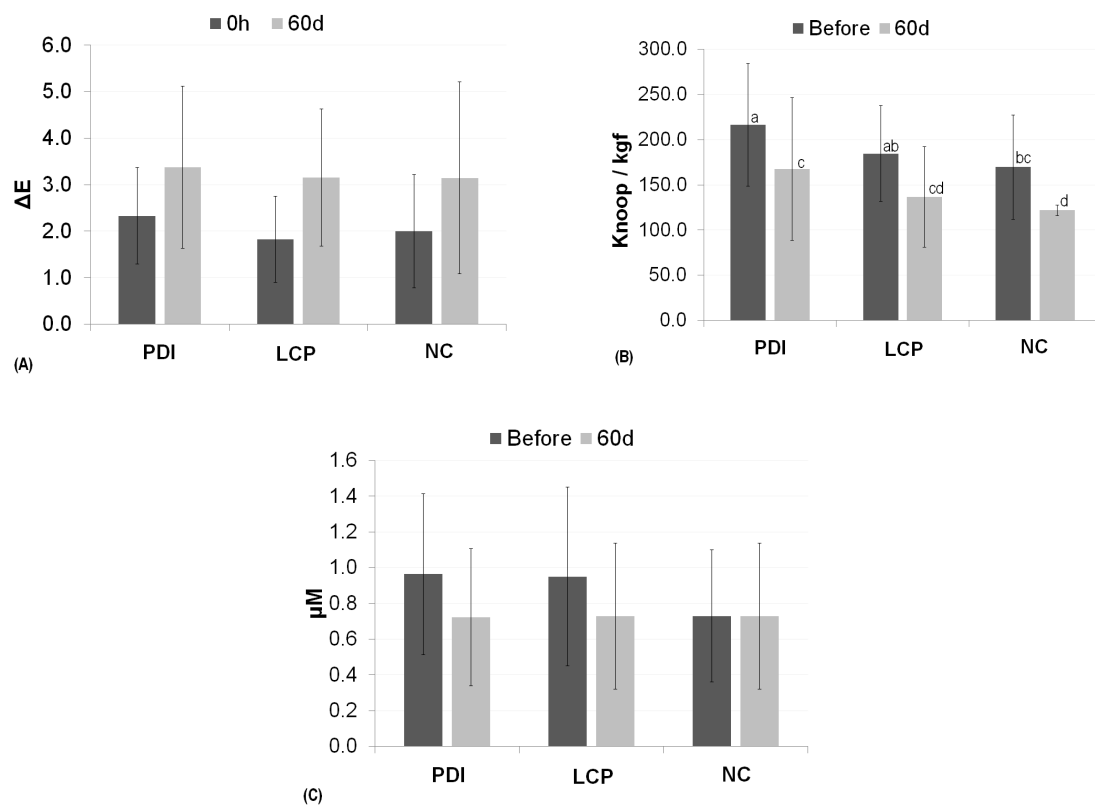 0h 60d
6.0
5.0
4.0
3.0
2.0
1.0
0.0
ΔE
PDI LCP NC
(A)
Before 60d
300.0
250.0
200.0
150.0
100.0
50.0
0.0
Knoop / kgf
a c ab cd bc d
PDI LCP NC
(B)
Before 60d
1.6
1.4
1.2
1.0
0.8
0.6
0.4
0.2
0.0
µM
PDI LCP NC
(C)